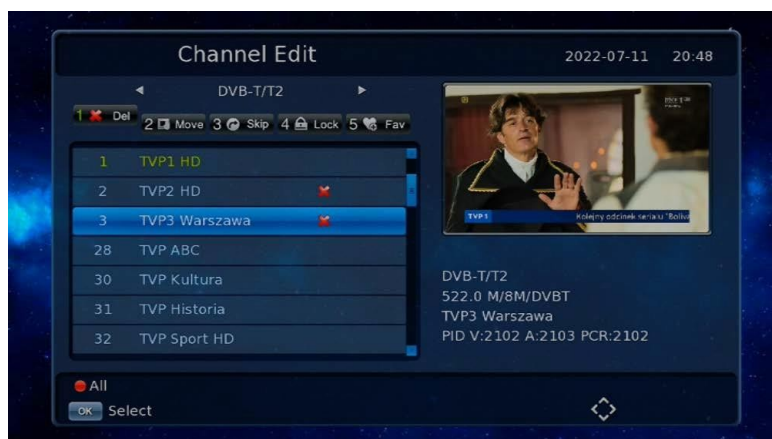 Channel Edit
2022-07-11 20:48
DVB-T/T2
1 Del 2 Move 3 Skip 4 Lock 5 Fav
1 TVP1 HD
2 TVP2 HD
3 TVP3 Warszawa
28 TVP ABC
30 TVP Kultura
31 TVP Historia
32 TVP Sport HD
TVP1 Kolejny odcinek serialu "Boliw
DVB-T/T2
522.0 M/8M/DVBT
TVP3 Warszawa
PID V:2102 A:2103 PCR:2102
All
OK Select